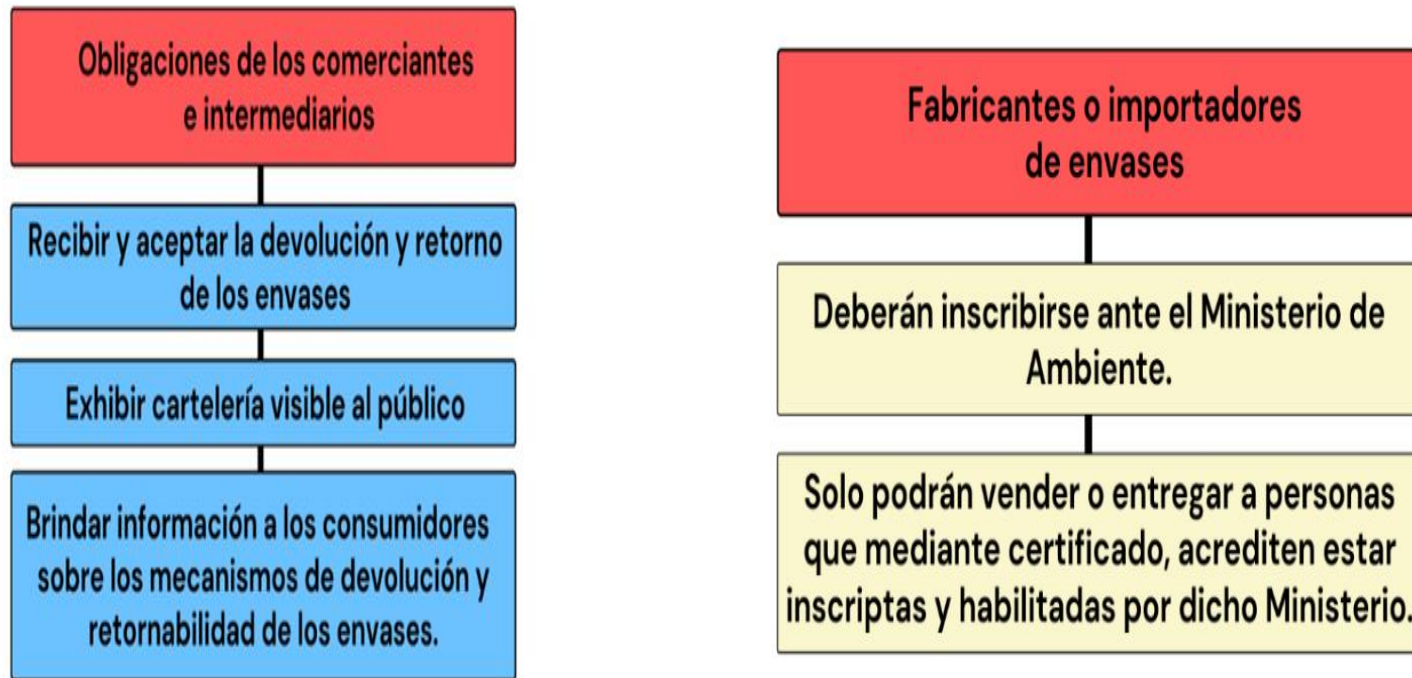 Obligaciones de los comerciantes
e intermediarios
Recibir y aceptar la devolución y retorno
de los envases
Exhibir cartelería visible al público
Brindar información a los consumidores
sobre los mecanismos de devolución y
retornabilidad de los envases.
Fabricantes o importadores
de envases
Deberán inscribirse ante el Ministerio de
Ambiente.
Solo podrán vender o entregar a personas
que mediante certificado, acrediten estar
inscriptas y habilitadas por dicho Ministerio.